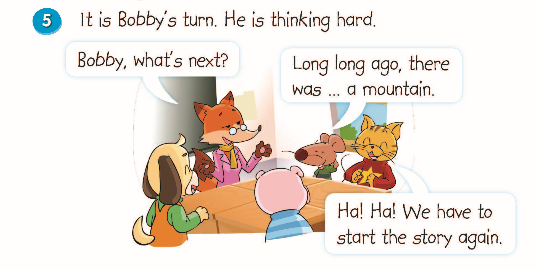 5 It is Bobby's turn. He is thinking hard.
Bobby, what's next?
Long long ago, there
was ... a mountain.
Ha! Ha! We have to
start the story again.